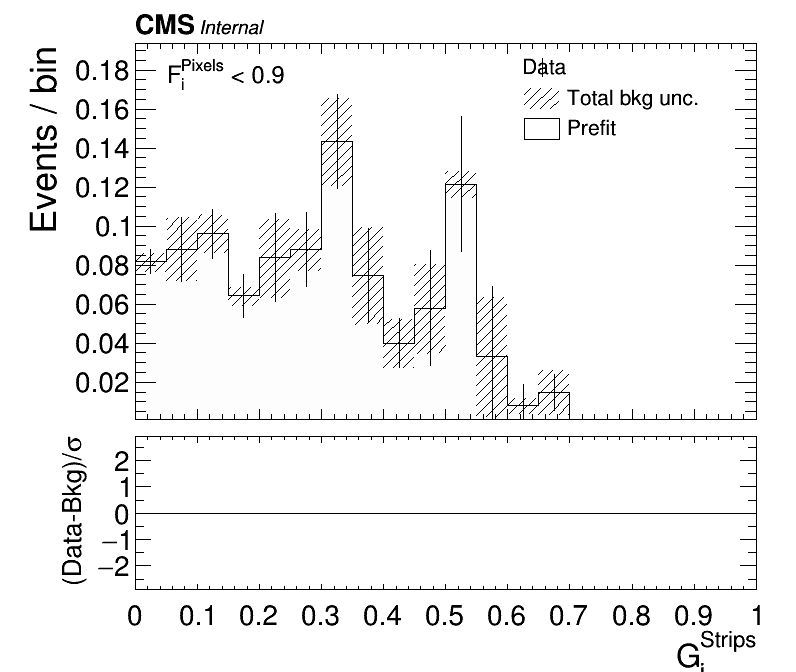 CMS Internal
F_i^Pixels < 0.9
Data
Total bkg unc.
Prefit
Events / bin
0.18
0.16
0.14
0.12
0.1
0.08
0.06
0.04
0.02
(Data-Bkg)/σ
2
1
0
−1
−2
0 0.1 0.2 0.3 0.4 0.5 0.6 0.7 0.8 0.9 1
G_i^Strips